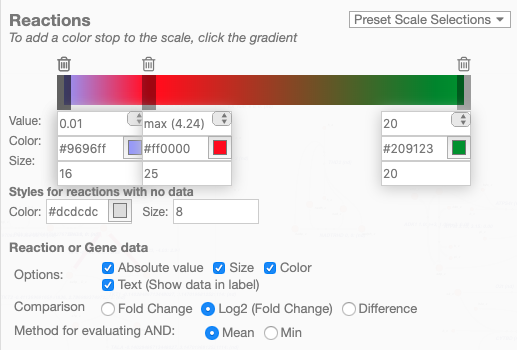 Reactions
Preset Scale Selections
To add a color stop to the scale, click the gradient
Value: 0.01 max (4.24) 20
Color: #9696ff #ff0000 #209123
Size: 16 25 20
Styles for reactions with no data
Color: #dcdcdc Size: 8
Reaction or Gene data
Options: Absolute value Size Color
Text (Show data in label)
Comparison Fold Change Log2 (Fold Change) Difference
Method for evaluating AND: Mean Min